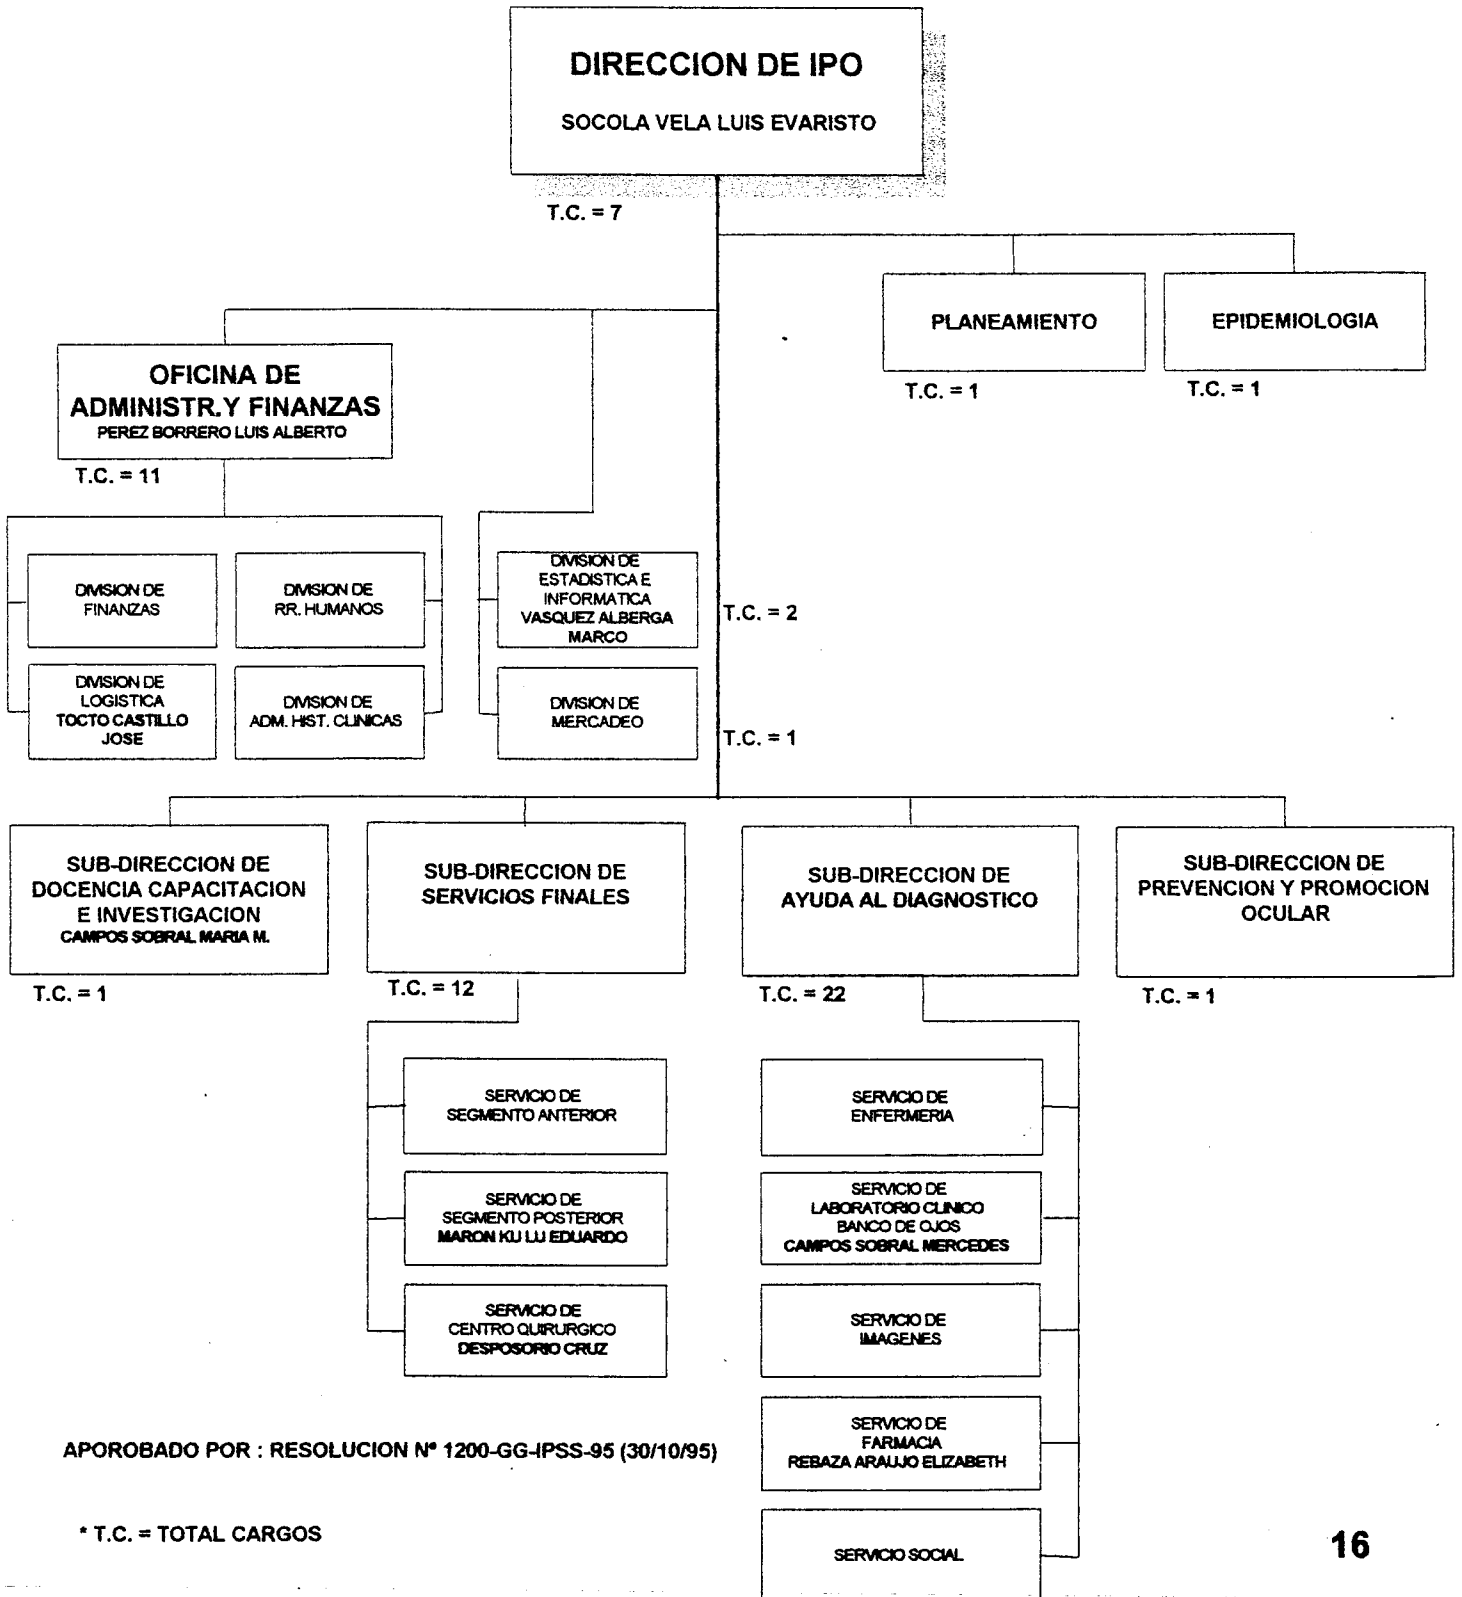 DIRECCION DE IPO
SOCOLA VELA LUIS EVARISTO
T.C. = 7
PLANEAMIENTO
T.C. = 1
EPIDEMIOLOGIA
T.C. = 1
OFICINA DE
ADMINISTR.Y FINANZAS
PEREZ BORRERO LUIS ALBERTO
T.C. = 11
DIVISION DE
FINANZAS
DIVISION DE
RR. HUMANOS
DIVISION DE
LOGISTICA
TOCTO CASTILLO
JOSE
DIVISION DE
ADM. HIST. CLINICAS
DIVISION DE
ESTADISTICA E
INFORMATICA
VASQUEZ ALBERGA
MARCO
T.C. = 2
DIVISION DE
MERCADEO
T.C. = 1
SUB-DIRECCION DE
DOCENCIA CAPACITACION
E INVESTIGACION
CAMPOS SOBRAL MARIA M.
T.C. = 1
SUB-DIRECCION DE
SERVICIOS FINALES
T.C. = 12
SUB-DIRECCION DE
AYUDA AL DIAGNOSTICO
T.C. = 22
SUB-DIRECCION DE
PREVENCION Y PROMOCION
OCULAR
T.C. = 1
SERVICIO DE
SEGMENTO ANTERIOR
SERVICIO DE
SEGMENTO POSTERIOR
MARON KU LU EDUARDO
SERVICIO DE
CENTRO QUIRURGICO
DESPOSORIO CRUZ
SERVICIO DE
ENFERMERIA
SERVICIO DE
LABORATORIO CLINICO
BANCO DE OJOS
CAMPOS SOBRAL MERCEDES
SERVICIO DE
IMAGENES
SERVICIO DE
FARMACIA
REBAZA ARAUJO ELIZABETH
SERVICIO SOCIAL
APOROBADO POR : RESOLUCION Nº 1200-GG-IPSS-95 (30/10/95)
* T.C. = TOTAL CARGOS
16